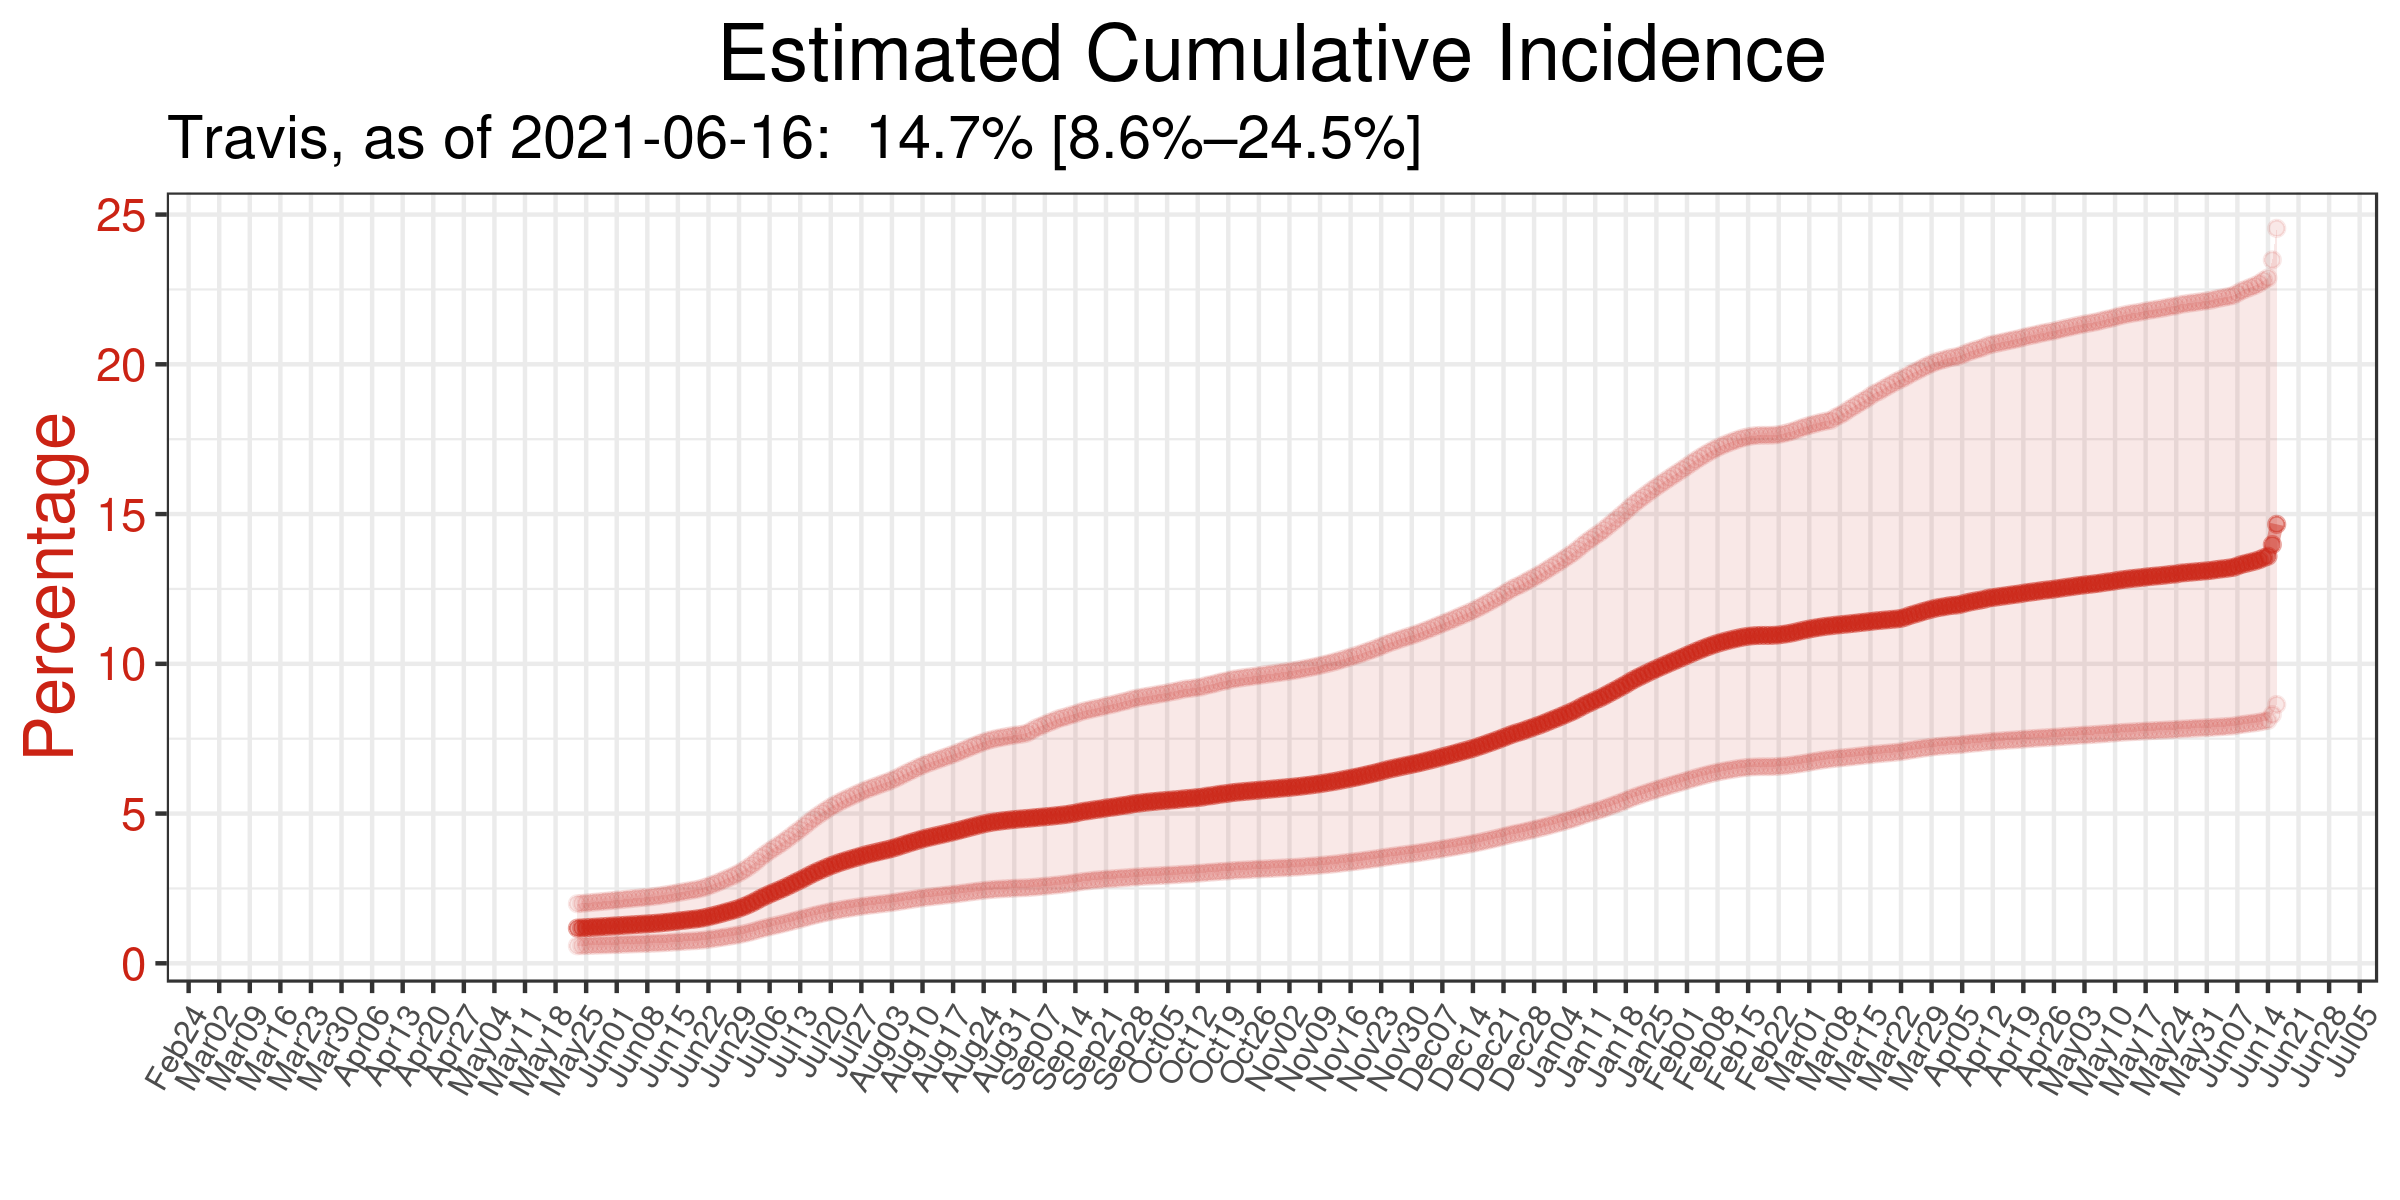 Estimated Cumulative Incidence
Travis, as of 2021-06-16:  14.7% [8.6%–24.5%]
Percentage
25
20
15
10
5
0
Feb24
Mar02
Mar09
Mar16
Mar23
Mar30
Apr06
Apr13
Apr20
Apr27
May04
May11
May18
May25
Jun01
Jun08
Jun15
Jun22
Jun29
Jul06
Jul13
Jul20
Jul27
Aug03
Aug10
Aug17
Aug24
Aug31
Sep07
Sep14
Sep21
Sep28
Oct05
Oct12
Oct19
Oct26
Nov02
Nov09
Nov16
Nov23
Nov30
Dec07
Dec14
Dec21
Dec28
Jan04
Jan11
Jan18
Jan25
Feb01
Feb08
Feb15
Feb22
Mar01
Mar08
Mar15
Mar22
Mar29
Apr05
Apr12
Apr19
Apr26
May03
May10
May17
May24
May31
Jun07
Jun14
Jun21
Jun28
Jul05